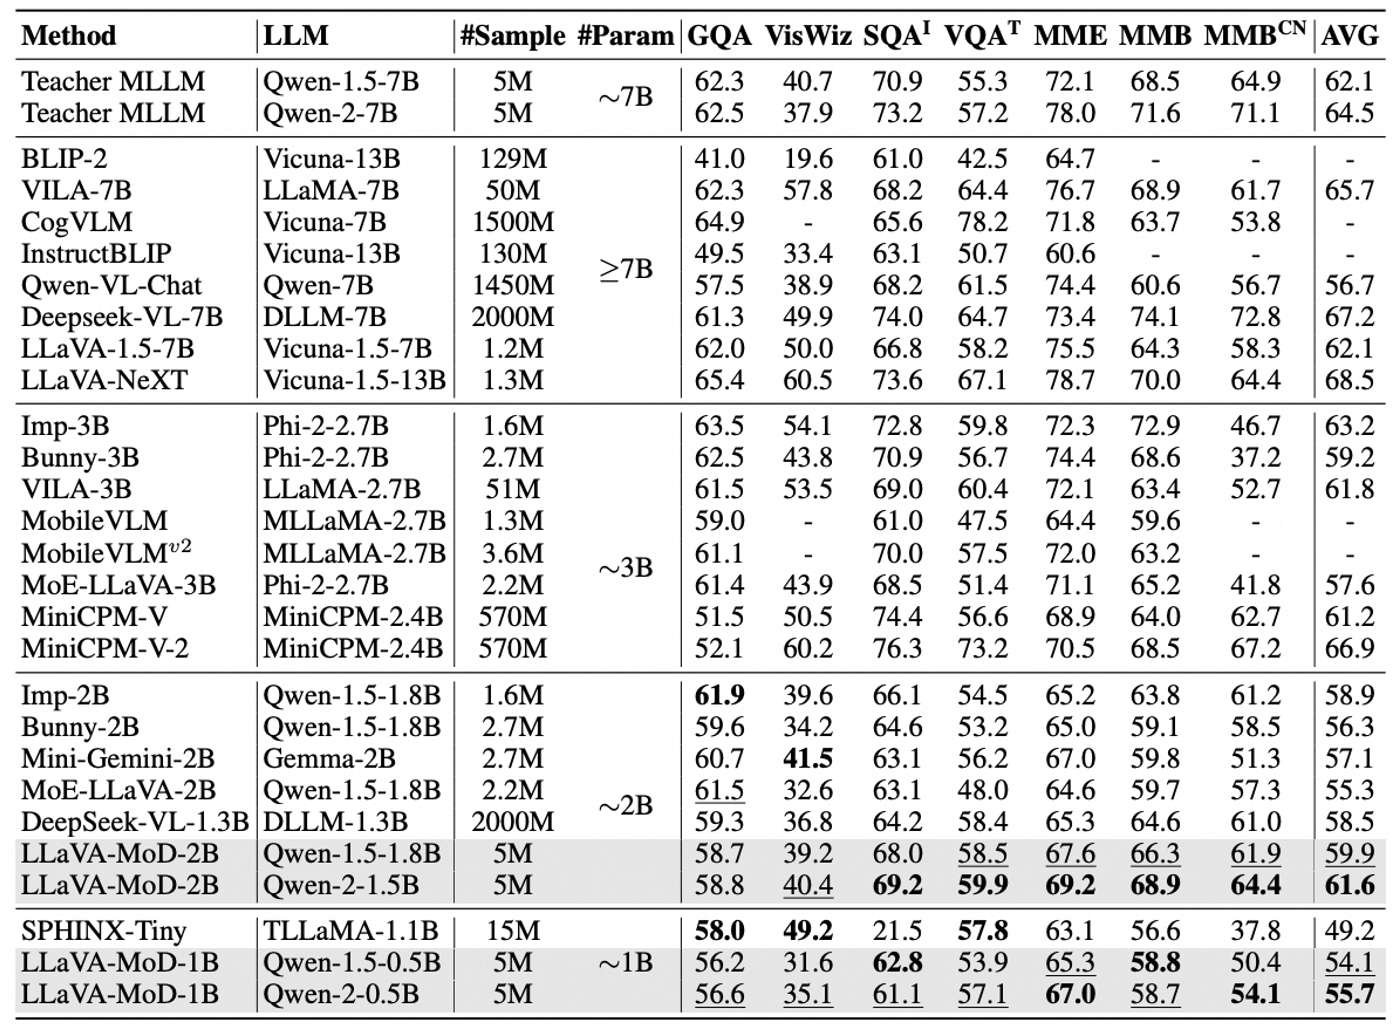 Method LLM #Sample #Param GQA VisWiz SQA^I VQA^T MME MMB MMB^CN AVG
Teacher MLLM Qwen-1.5-7B 5M 62.3 40.7 70.9 55.3 72.1 68.5 64.9 62.1
~7B
Teacher MLLM Qwen-2-7B 5M 62.5 37.9 73.2 57.2 78.0 71.6 71.1 64.5
BLIP-2 Vicuna-13B 129M 41.0 19.6 61.0 42.5 64.7 - - -
VILA-7B LLaMA-7B 50M 62.3 57.8 68.2 64.4 76.7 68.9 61.7 65.7
CogVLM Vicuna-7B 1500M 64.9 - 65.6 78.2 71.8 63.7 53.8 -
InstructBLIP Vicuna-13B 130M 49.5 33.4 63.1 50.7 60.6 - - -
≥7B
Qwen-VL-Chat Qwen-7B 1450M 57.5 38.9 68.2 61.5 74.4 60.6 56.7 56.7
Deepseek-VL-7B DLLM-7B 2000M 61.3 49.9 74.0 64.7 73.4 74.1 72.8 67.2
LLaVA-1.5-7B Vicuna-1.5-7B 1.2M 62.0 50.0 66.8 58.2 75.5 64.3 58.3 62.1
LLaVA-NeXT Vicuna-1.5-13B 1.3M 65.4 60.5 73.6 67.1 78.7 70.0 64.4 68.5
Imp-3B Phi-2-2.7B 1.6M 63.5 54.1 72.8 59.8 72.3 72.9 46.7 63.2
Bunny-3B Phi-2-2.7B 2.7M 62.5 43.8 70.9 56.7 74.4 68.6 37.2 59.2
VILA-3B LLaMA-2.7B 51M 61.5 53.5 69.0 60.4 72.1 63.4 52.7 61.8
MobileVLM MLLaMA-2.7B 1.3M 59.0 - 61.0 47.5 64.4 59.6 - -
MobileVLM^v2 MLLaMA-2.7B 3.6M 61.1 - 70.0 57.5 72.0 63.2 - -
~3B
MoE-LLaVA-3B Phi-2-2.7B 2.2M 61.4 43.9 68.5 51.4 71.1 65.2 41.8 57.6
MiniCPM-V MiniCPM-2.4B 570M 51.5 50.5 74.4 56.6 68.9 64.0 62.7 61.2
MiniCPM-V-2 MiniCPM-2.4B 570M 52.1 60.2 76.3 73.2 70.5 68.5 67.2 66.9
Imp-2B Qwen-1.5-1.8B 1.6M 61.9 39.6 66.1 54.5 65.2 63.8 61.2 58.9
Bunny-2B Qwen-1.5-1.8B 2.7M 59.6 34.2 64.6 53.2 65.0 59.1 58.5 56.3
Mini-Gemini-2B Gemma-2B 2.7M 60.7 41.5 63.1 56.2 67.0 59.8 51.3 57.1
MoE-LLaVA-2B Qwen-1.5-1.8B 2.2M 61.5 32.6 63.1 48.0 64.6 59.7 57.3 55.3
~2B
DeepSeek-VL-1.3B DLLM-1.3B 2000M 59.3 36.8 64.2 58.4 65.3 64.6 61.0 58.5
LLaVA-MoD-2B Qwen-1.5-1.8B 5M 58.7 39.2 68.0 58.5 67.6 66.3 61.9 59.9
LLaVA-MoD-2B Qwen-2-1.5B 5M 58.8 40.4 69.2 59.9 69.2 68.9 64.4 61.6
SPHINX-Tiny TLLaMA-1.1B 15M 58.0 49.2 21.5 57.8 63.1 56.6 37.8 49.2
LLaVA-MoD-1B Qwen-1.5-0.5B 5M ~1B 56.2 31.6 62.8 53.9 65.3 58.8 50.4 54.1
LLaVA-MoD-1B Qwen-2-0.5B 5M 56.6 35.1 61.1 57.1 67.0 58.7 54.1 55.7